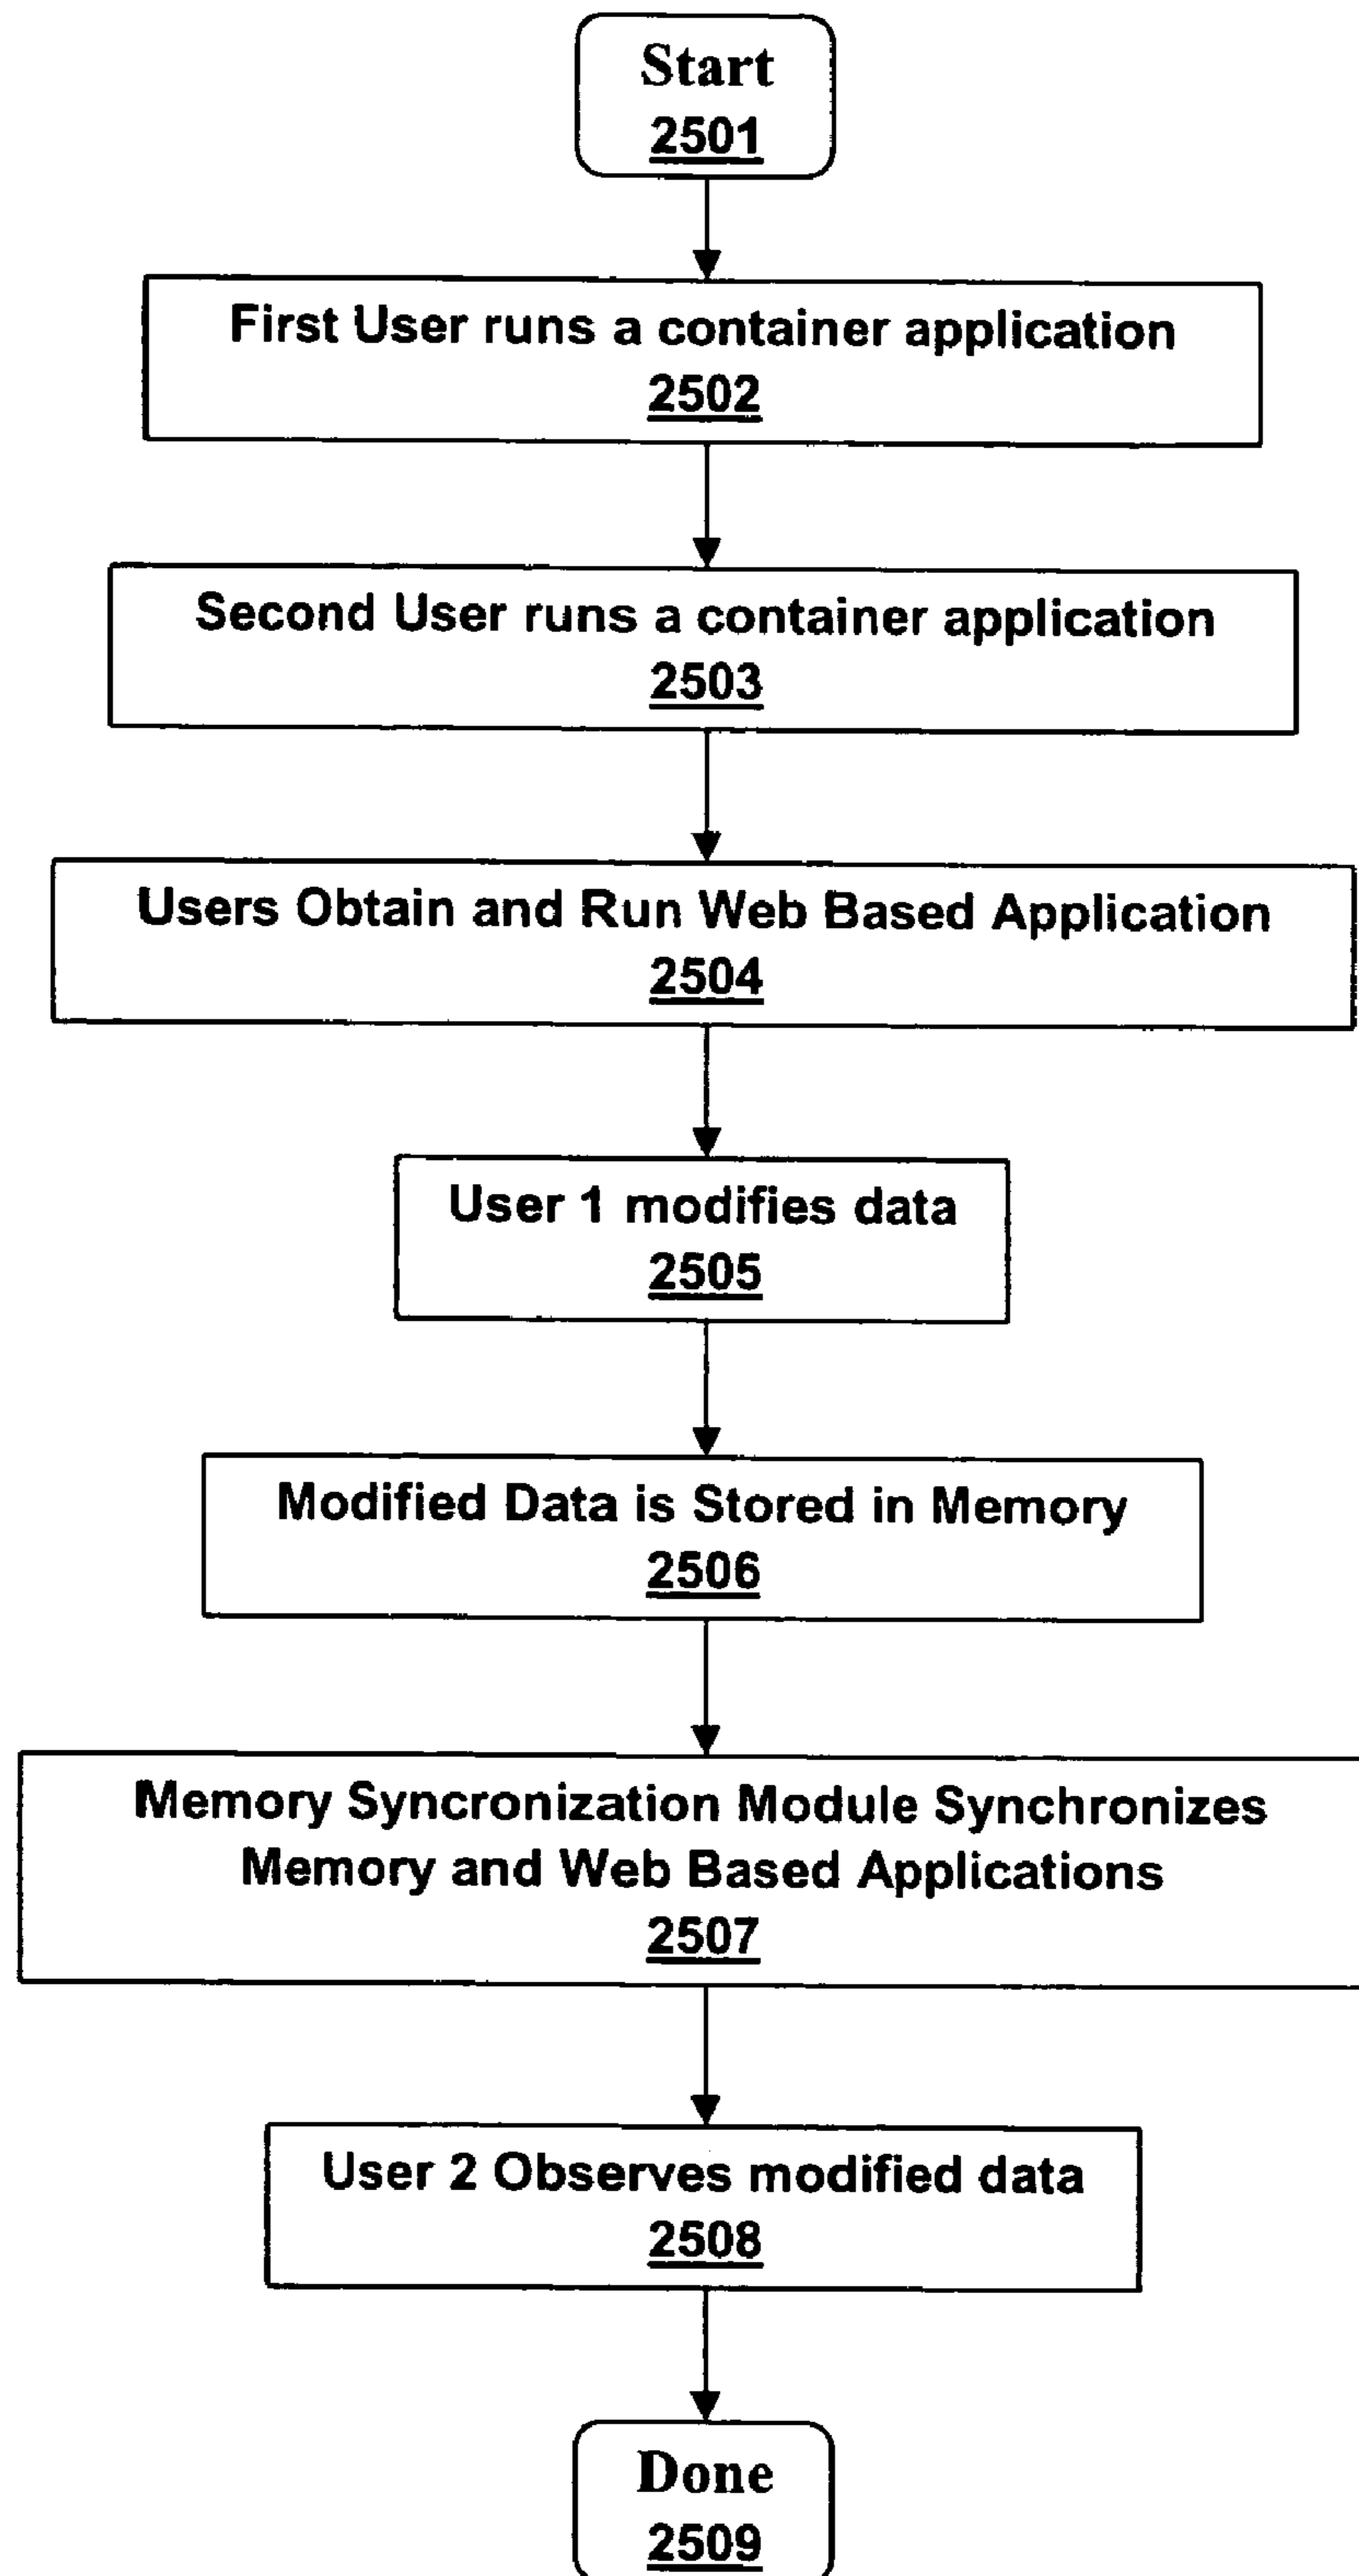 Start
2501
First User runs a container application
2502
Second User runs a container application
2503
Users Obtain and Run Web Based Application
2504
User 1 modifies data
2505
Modified Data is Stored in Memory
2506
Memory Syncronization Module Synchronizes
Memory and Web Based Applications
2507
User 2 Observes modified data
2508
Done
2509